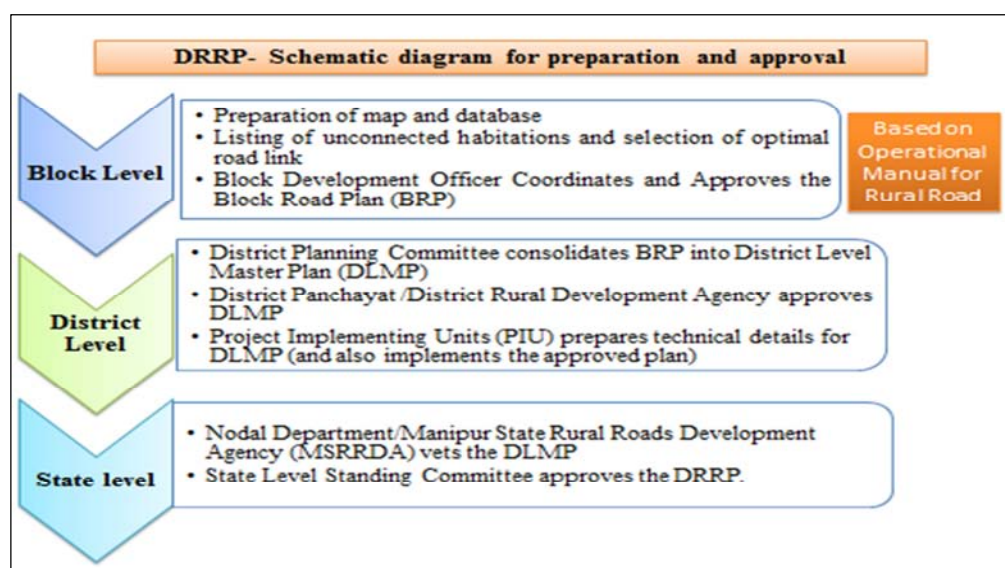 DRRP- Schematic diagram for preparation and approval
Block Level
• Preparation of map and database
• Listing of unconnected habitations and selection of optimal
road link
• Block Development Officer Coordinates and Approves the
Block Road Plan (BRP)
Based on
Operational
Manual for
Rural Road
District
Level
• District Planning Committee consolidates BRP into District Level
Master Plan (DLMP)
• District Panchayat /District Rural Development Agency approves
DLMP
• Project Implementing Units (PIU) prepares technical details for
DLMP (and also implements the approved plan)
State level
• Nodal Department/Manipur State Rural Roads Development
Agency (MSRRDA) vets the DLMP
• State Level Standing Committee approves the DRRP.